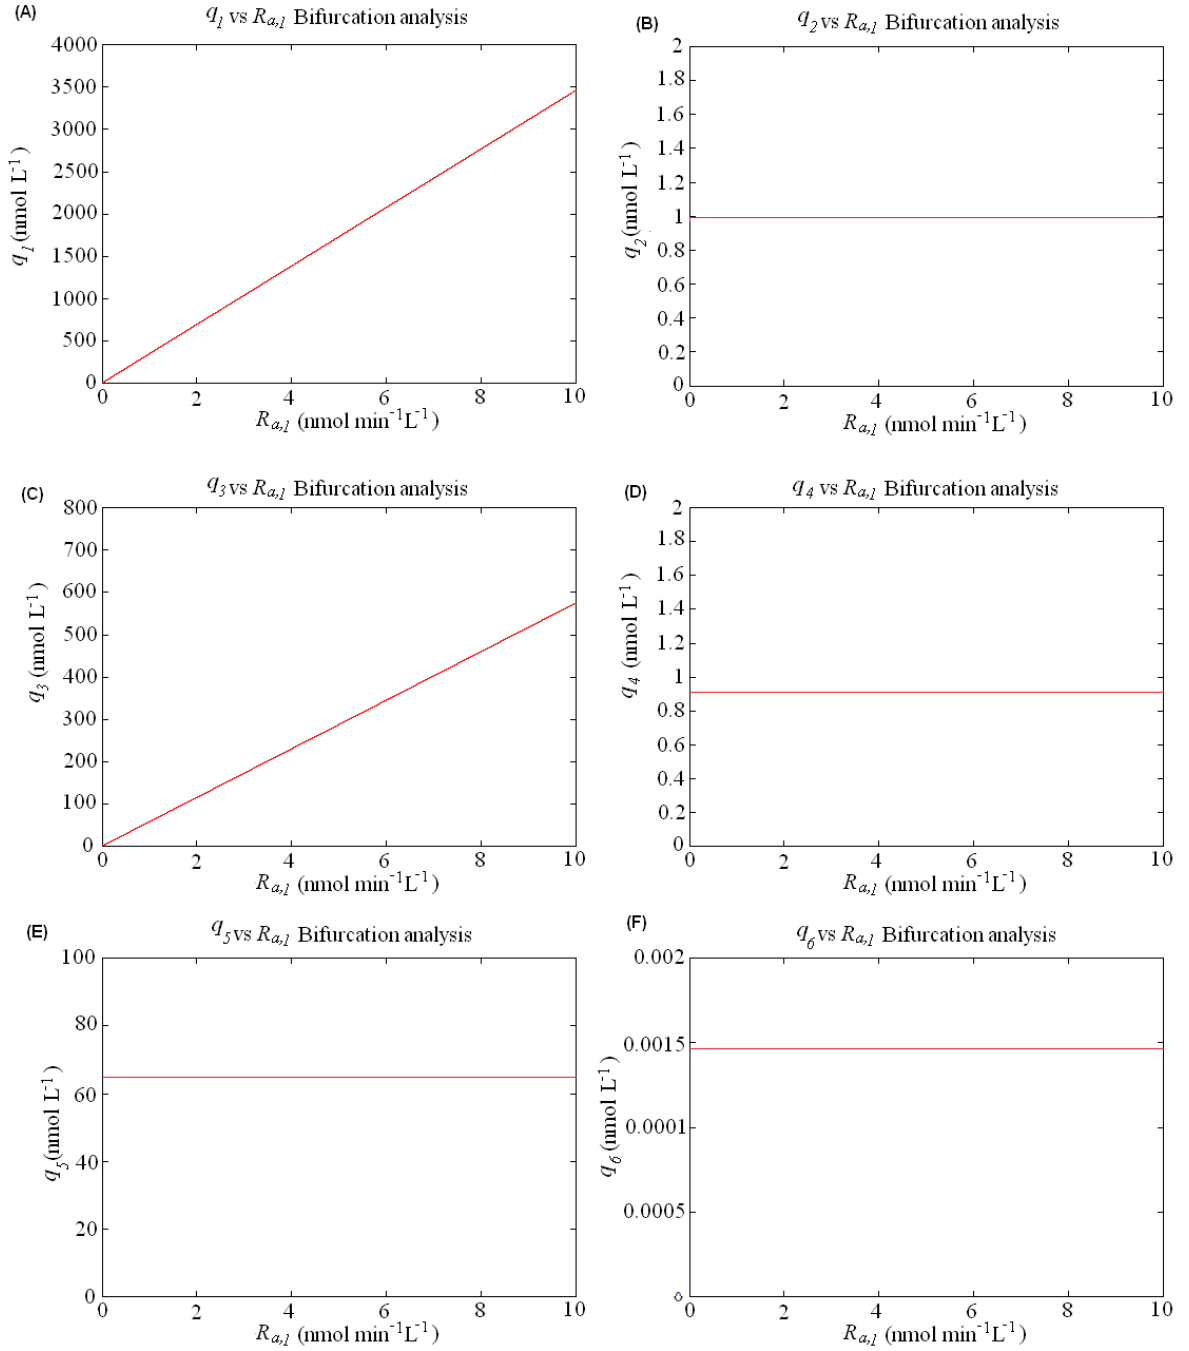 (A)
q1 vs Ra,1 Bifurcation analysis
4000
3500
3000
2500
2000
1500
1000
500
0
q1 (nmol L-1)
0 2 4 6 8 10
Ra,1 (nmol min-1L-1)
(B)
q2 vs Ra,1 Bifurcation analysis
2
1.8
1.6
1.4
1.2
1
0.8
0.6
0.4
0.2
0
q2 (nmol L-1)
0 2 4 6 8 10
Ra,1 (nmol min-1L-1)
(C)
q3 vs Ra,1 Bifurcation analysis
800
700
600
500
400
300
200
100
0
q3 (nmol L-1)
0 2 4 6 8 10
Ra,1 (nmol min-1L-1)
(D)
q4 vs Ra,1 Bifurcation analysis
2
1.8
1.6
1.4
1.2
1
0.8
0.6
0.4
0.2
0
q4 (nmol L-1)
0 2 4 6 8 10
Ra,1 (nmol min-1L-1)
(E)
q5 vs Ra,1 Bifurcation analysis
100
80
60
40
20
0
q5 (nmol L-1)
0 2 4 6 8 10
Ra,1 (nmol min-1L-1)
(F)
q6 vs Ra,1 Bifurcation analysis
0.002
0.0015
0.0001
0.0005
0
q6 (nmol L-1)
0 2 4 6 8 10
Ra,1 (nmol min-1L-1)